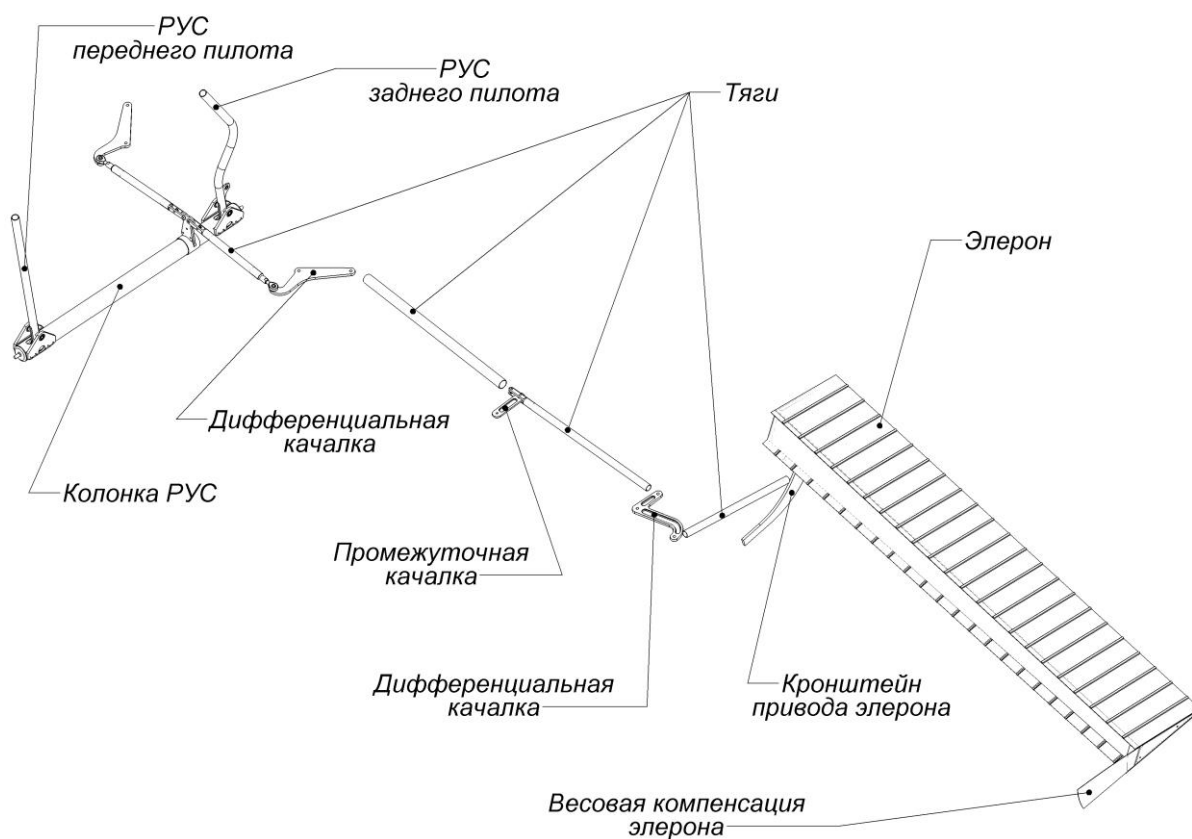 РУС
переднего пилота
РУС
заднего пилота
Тяги
Элерон
Дифференциальная
качалка
Колонка РУС
Промежуточная
качалка
Дифференциальная
качалка
Кронштейн
привода элерона
Весовая компенсация
элерона